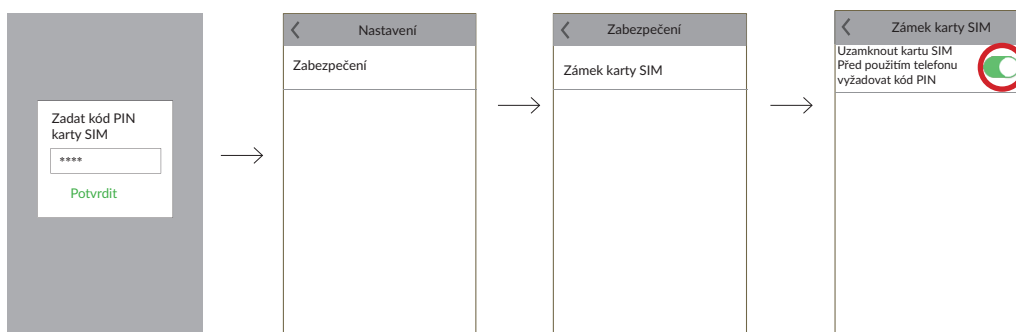 Zadat kód PIN
karty SIM
****
Potvrdit
Nastavení
Zabezpečení
Zabezpečení
Zámek karty SIM
Zámek karty SIM
Uzamknout kartu SIM
Před použitím telefonu
vyžadovat kód PIN